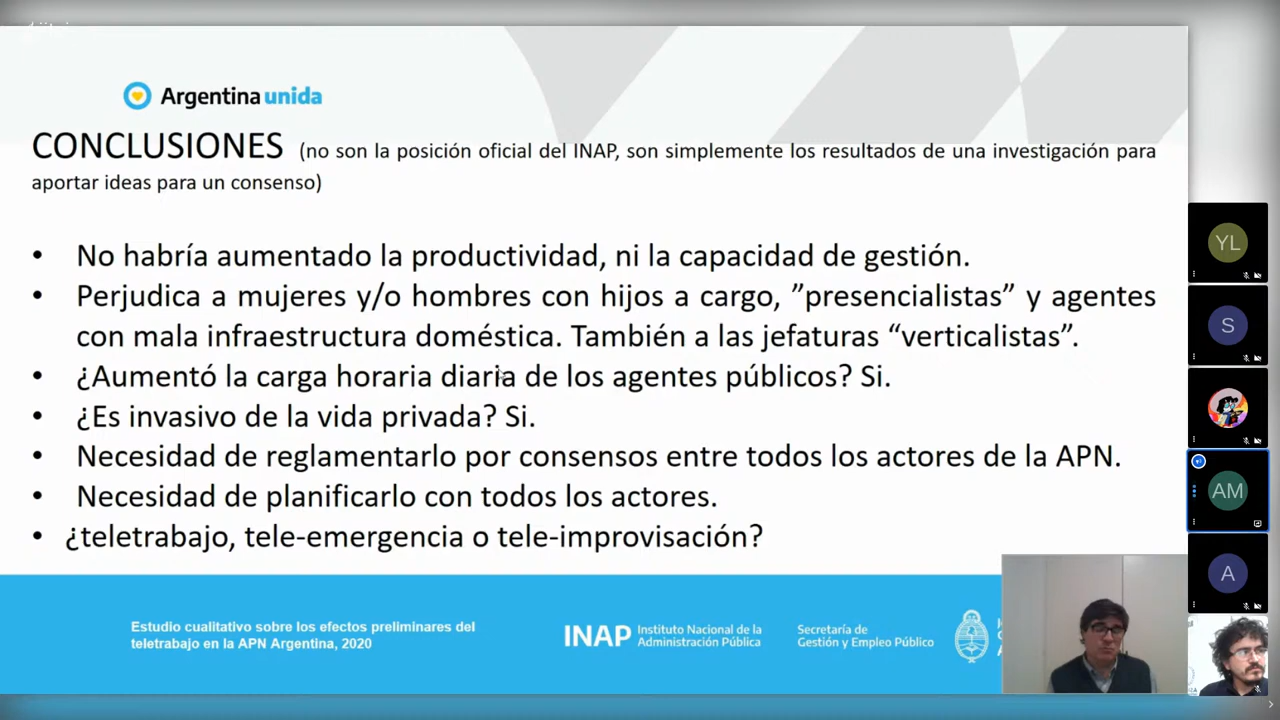 Argentina unida
CONCLUSIONES (no son la posición oficial del INAP, son simplemente los resultados de una investigación para
aportar ideas para un consenso)
• No habría aumentado la productividad, ni la capacidad de gestión.
• Perjudica a mujeres y/o hombres con hijos a cargo, ”presencialistas” y agentes
con mala infraestructura doméstica. También a las jefaturas “verticalistas”.
• ¿Aumentó la carga horaria diaria de los agentes públicos? Si.
• ¿Es invasivo de la vida privada? Si.
• Necesidad de reglamentarlo por consensos entre todos los actores de la APN.
• Necesidad de planificarlo con todos los actores.
• ¿teletrabajo, tele-emergencia o tele-improvisación?
Estudio cualitativo sobre los efectos preliminares del
teletrabajo en la APN Argentina, 2020
INAP Instituto Nacional de la
Administración Pública
Secretaría de
Gestión y Empleo Público
YL
S
AM
A